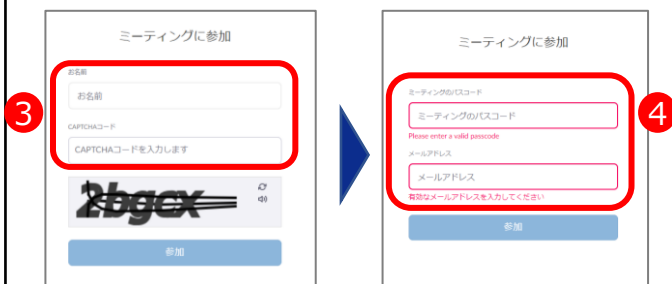 ミーティングに参加
お名前
お名前
CAPTCHAコード
CAPTCHAコードを入力します
2bgcx
参加
3
ミーティングに参加
ミーティングのパスコード
ミーティングのパスコード
Please enter a valid passcode.
メールアドレス
メールアドレス
有効なメールアドレスを入力してください
参加
4